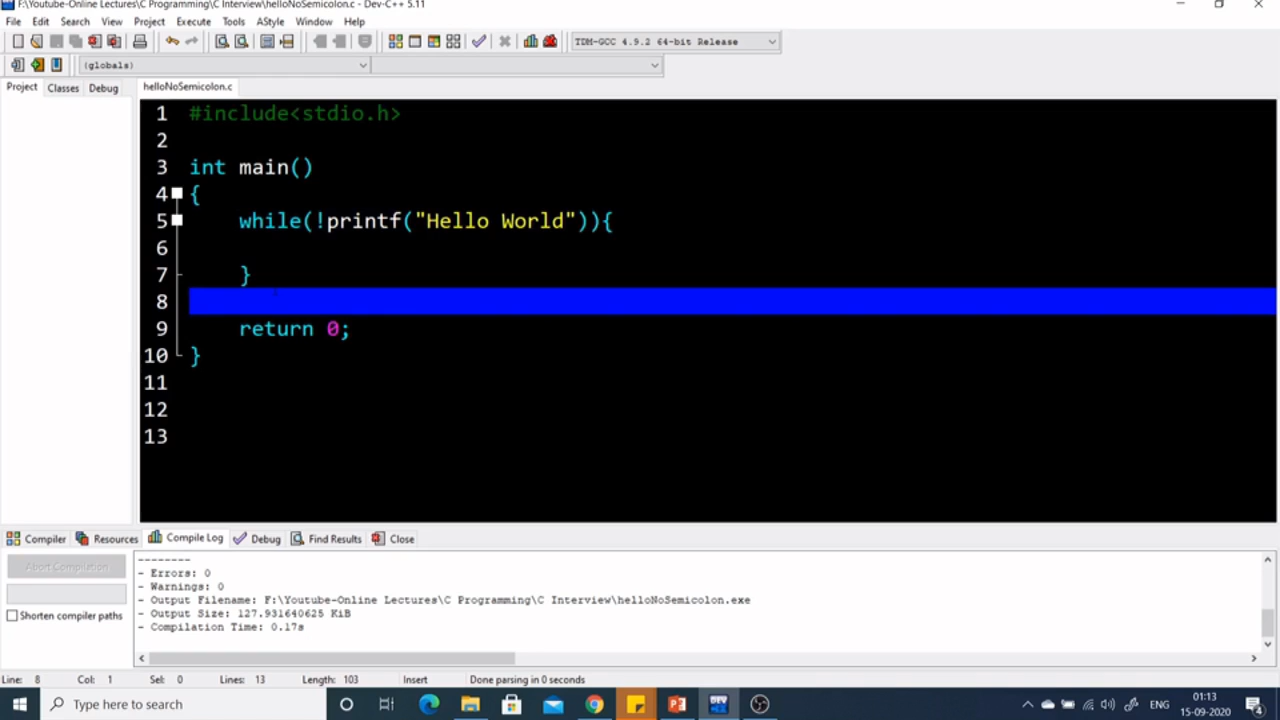 F:\Youtube-Online Lectures\C Programming\C Interview\helloNoSemicolon.c - Dev-C++ 5.11
File Edit Search View Project Execute Tools AStyle Window Help
TDM-GCC 4.9.2 64-bit Release
(globals)
Project Classes Debug helloNoSemicolon.c
1 #include<stdio.h>
2
3 int main()
4 {
5 while(!printf("Hello World")){
6
7 }
8
9 return 0;
10 }
11
12
13
Compiler Resources Compile Log Debug Find Results Close
Abort Compilation
--------
- Errors: 0
- Warnings: 0
- Output Filename: F:\Youtube-Online Lectures\C Programming\C Interview\helloNoSemicolon.exe
- Output Size: 127.931640625 KiB
- Compilation Time: 0.17s
Shorten compiler paths
Line: 8 Col: 1 Sel: 0 Lines: 13 Length: 103 Insert Done parsing in 0 seconds
Type here to search
DEV
ENG
01:13
15-09-2020
4